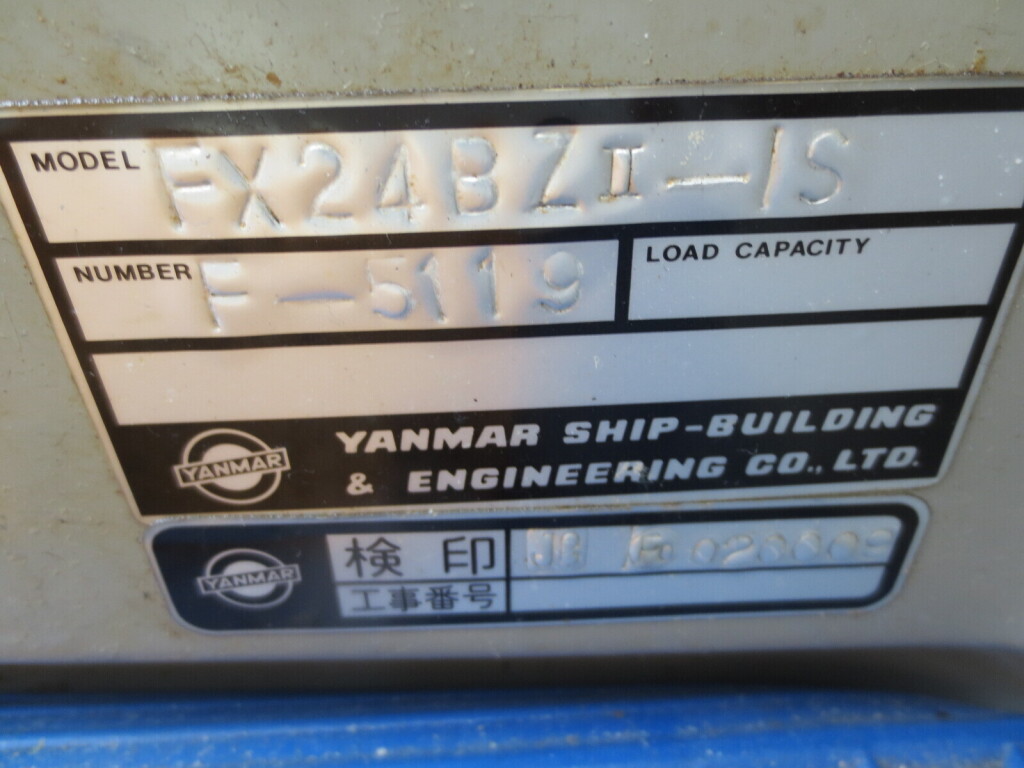 MODEL FX24BZII-1S
NUMBER F-5119
LOAD CAPACITY
YANMAR
YANMAR SHIP-BUILDING
& ENGINEERING CO., LTD.
YANMAR
検印
工事番号